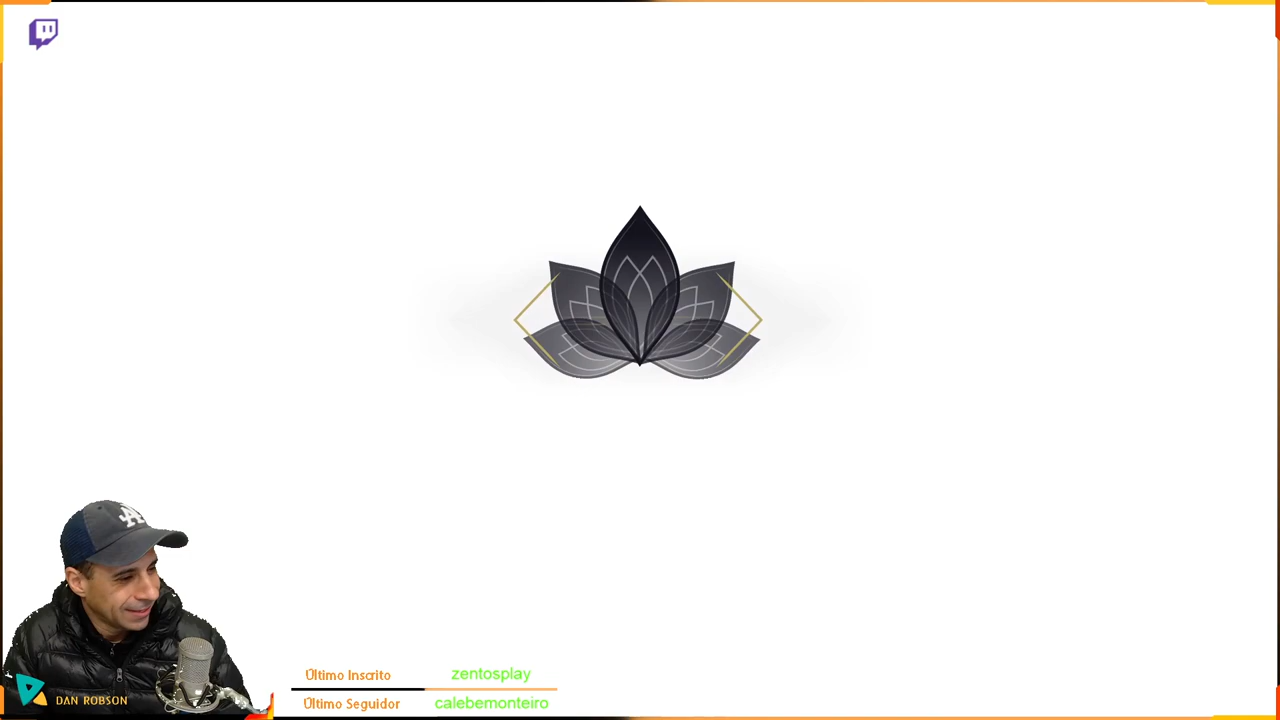 Último Inscrito zentosplay
Último Seguidor calebemonteiro
DAN ROBSON